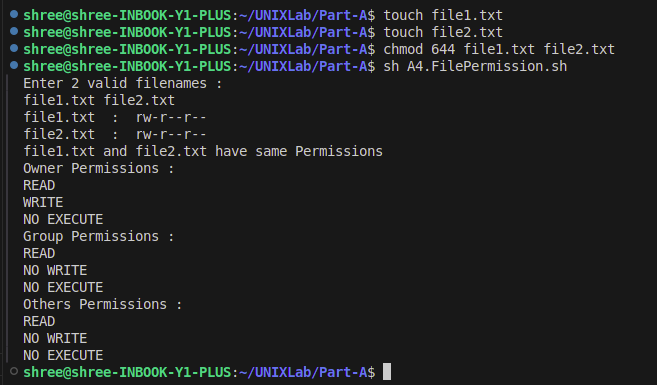 shree@shree-INBOOK-Y1-PLUS:~/UNIXLab/Part-A$ touch file1.txt
shree@shree-INBOOK-Y1-PLUS:~/UNIXLab/Part-A$ touch file2.txt
shree@shree-INBOOK-Y1-PLUS:~/UNIXLab/Part-A$ chmod 644 file1.txt file2.txt
shree@shree-INBOOK-Y1-PLUS:~/UNIXLab/Part-A$ sh A4.FilePermission.sh
Enter 2 valid filenames :
file1.txt file2.txt
file1.txt  :  rw-r--r--
file2.txt  :  rw-r--r--
file1.txt and file2.txt have same Permissions
Owner Permissions :
READ
WRITE
NO EXECUTE
Group Permissions :
READ
NO WRITE
NO EXECUTE
Others Permissions :
READ
NO WRITE
NO EXECUTE
shree@shree-INBOOK-Y1-PLUS:~/UNIXLab/Part-A$